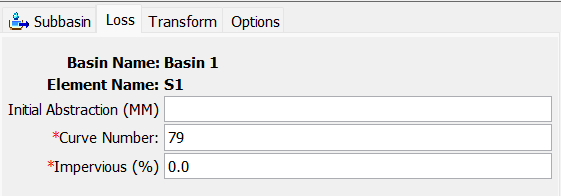 Subbasin Loss Transform Options
Basin Name: Basin 1
Element Name: S1
Initial Abstraction (MM)
*Curve Number: 79
*Impervious (%) 0.0